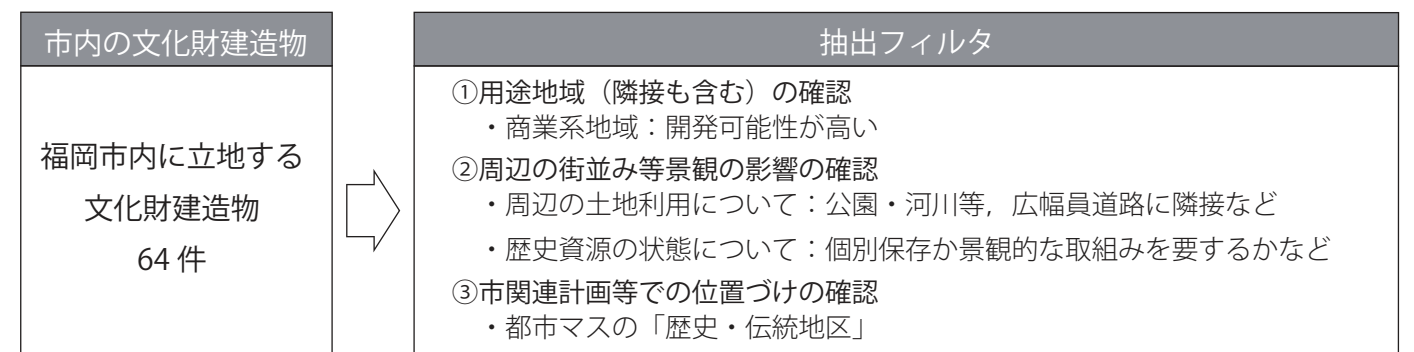 市内の文化財建造物
福岡市内に立地する
文化財建造物
64 件
抽出フィルタ
①用途地域（隣接も含む）の確認
・商業系地域：開発可能性が高い
②周辺の街並み等景観の影響の確認
・周辺の土地利用について：公園・河川等，広幅員道路に隣接など
・歴史資源の状態について：個別保存か景観的な取組みを要するかなど
③市関連計画等での位置づけの確認
・都市マスの「歴史・伝統地区」